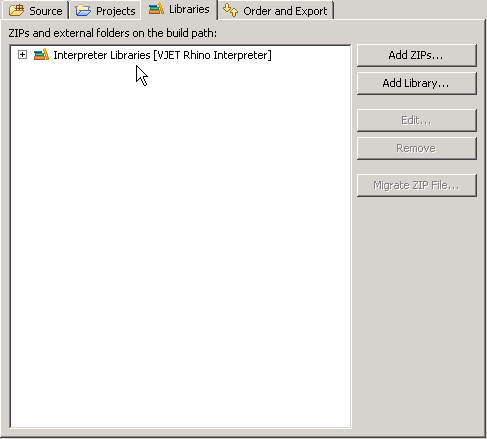 Source Projects Libraries Order and Export
ZIPs and external folders on the build path:
Interpreter Libraries [VJET Rhino Interpreter]
Add ZIPs...
Add Library...
Edit...
Remove
Migrate ZIP File...